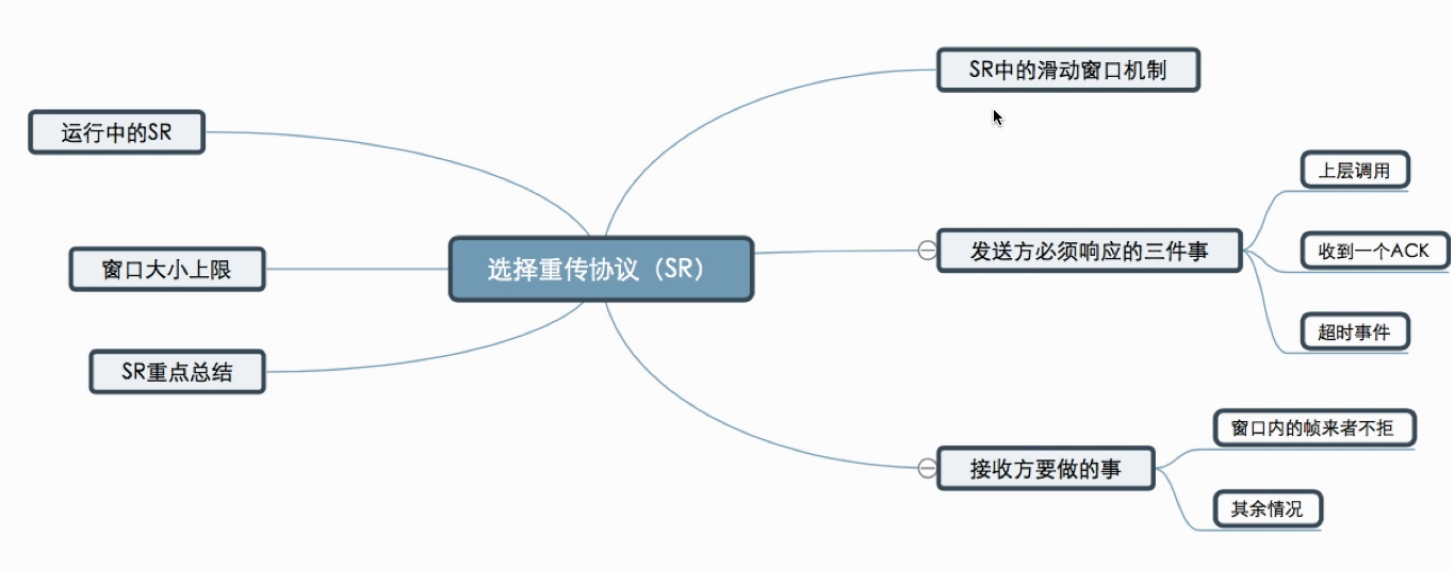 选择重传协议（SR）
SR中的滑动窗口机制
发送方必须响应的三件事
上层调用
收到一个ACK
超时事件
接收方要做的事
窗口内的帧来者不拒
其余情况
运行中的SR
窗口大小上限
SR重点总结